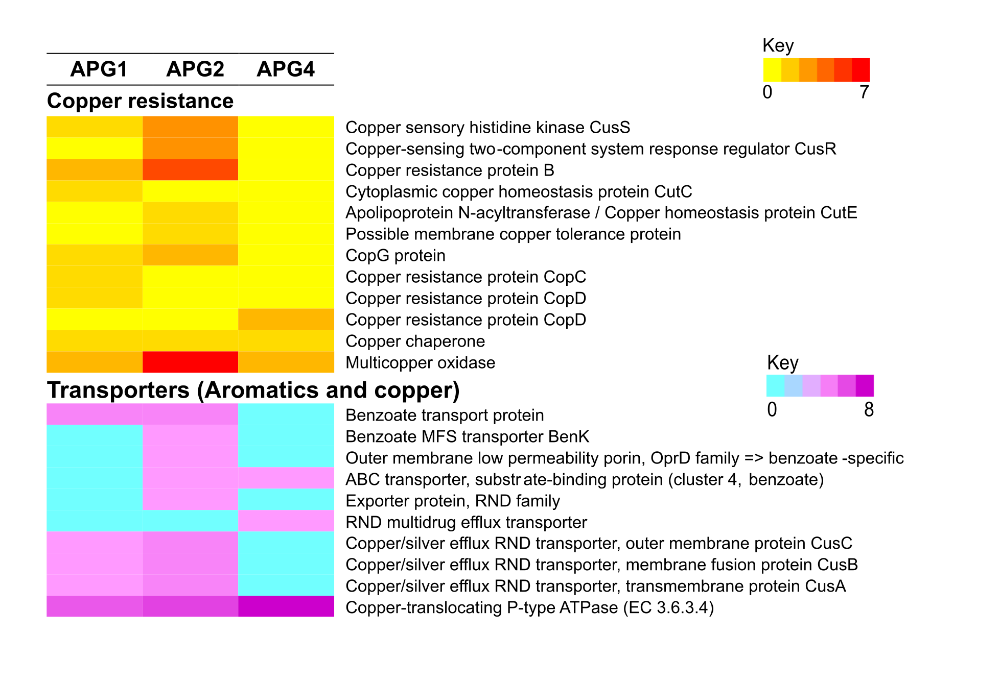 Key
0 7
APG1 APG2 APG4
Copper resistance
Copper sensory histidine kinase CusS
Copper-sensing two-component system response regulator CusR
Copper resistance protein B
Cytoplasmic copper homeostasis protein CutC
Apolipoprotein N-acyltransferase / Copper homeostasis protein CutE
Possible membrane copper tolerance protein
CopG protein
Copper resistance protein CopC
Copper resistance protein CopD
Copper resistance protein CopD
Copper chaperone
Multicopper oxidase
Key
0 8
Transporters (Aromatics and copper)
Benzoate transport protein
Benzoate MFS transporter BenK
Outer membrane low permeability porin, OprD family => benzoate -specific
ABC transporter, substr ate-binding protein (cluster 4, benzoate)
Exporter protein, RND family
RND multidrug efflux transporter
Copper/silver efflux RND transporter, outer membrane protein CusC
Copper/silver efflux RND transporter, membrane fusion protein CusB
Copper/silver efflux RND transporter, transmembrane protein CusA
Copper-translocating P-type ATPase (EC 3.6.3.4)